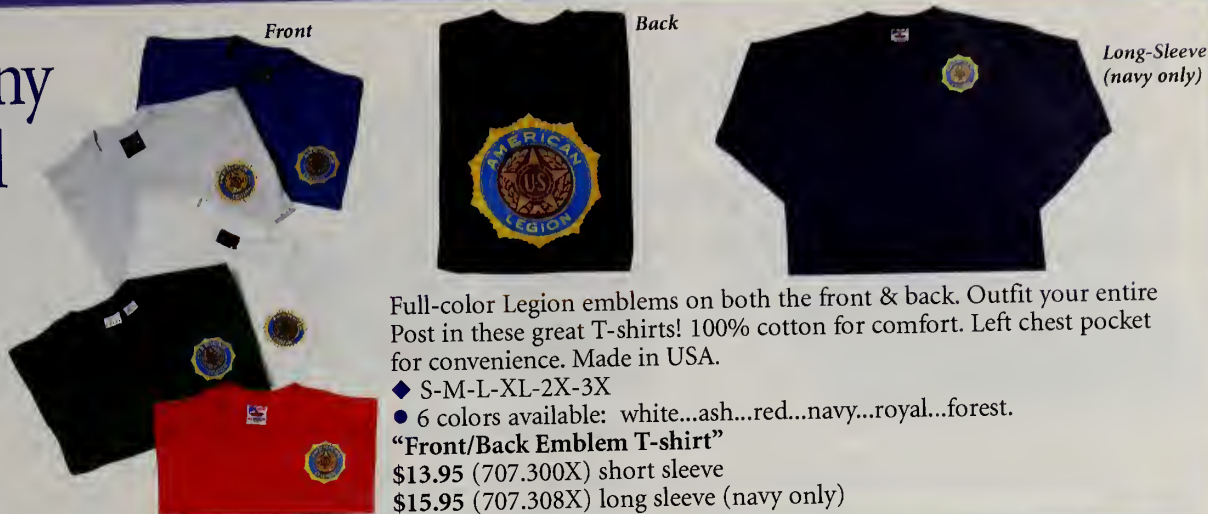 Front
Back
Long-Sleeve
(navy only)
ny
AMERICAN
US
LEGION
Full-color Legion emblems on both the front & back. Outfit your entire
Post in these great T-shirts! 100% cotton for comfort. Left chest pocket
for convenience. Made in USA.
◆ S-M-L-XL-2X-3X
● 6 colors available: white...ash...red...navy...royal...forest.
“Front/Back Emblem T-shirt”
$13.95 (707.300X) short sleeve
$15.95 (707.308X) long sleeve (navy only)